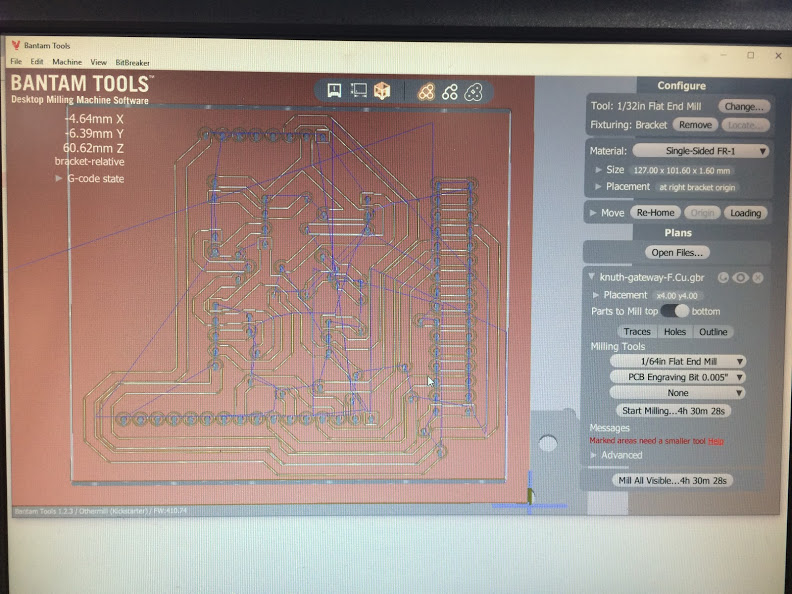 Bantam Tools
File Edit Machine View BitBreaker
BANTAM TOOLS™
Desktop Milling Machine Software
-4.64mm X
-6.39mm Y
60.62mm Z
bracket-relative
G-code state
Configure
Tool: 1/32in Flat End Mill Change...
Fixturing: Bracket Remove Locate...
Material: Single-Sided FR-1
Size 127.00 x 101.60 x 1.60 mm
Placement at right bracket origin
Move Re-Home Origin Loading
Plans
Open Files...
knuth-gateway-F.Cu.gbr
Placement x4.00 y4.00
Parts to Mill top bottom
Traces Holes Outline
Milling Tools
1/64in Flat End Mill
PCB Engraving Bit 0.005"
None
Start Milling...4h 30m 28s
Messages
Marked areas need a smaller tool Help
Advanced
Mill All Visible...4h 30m 28s
Bantam Tools 1.2.3 / Othermill (Kickstarter) / FW:410.74